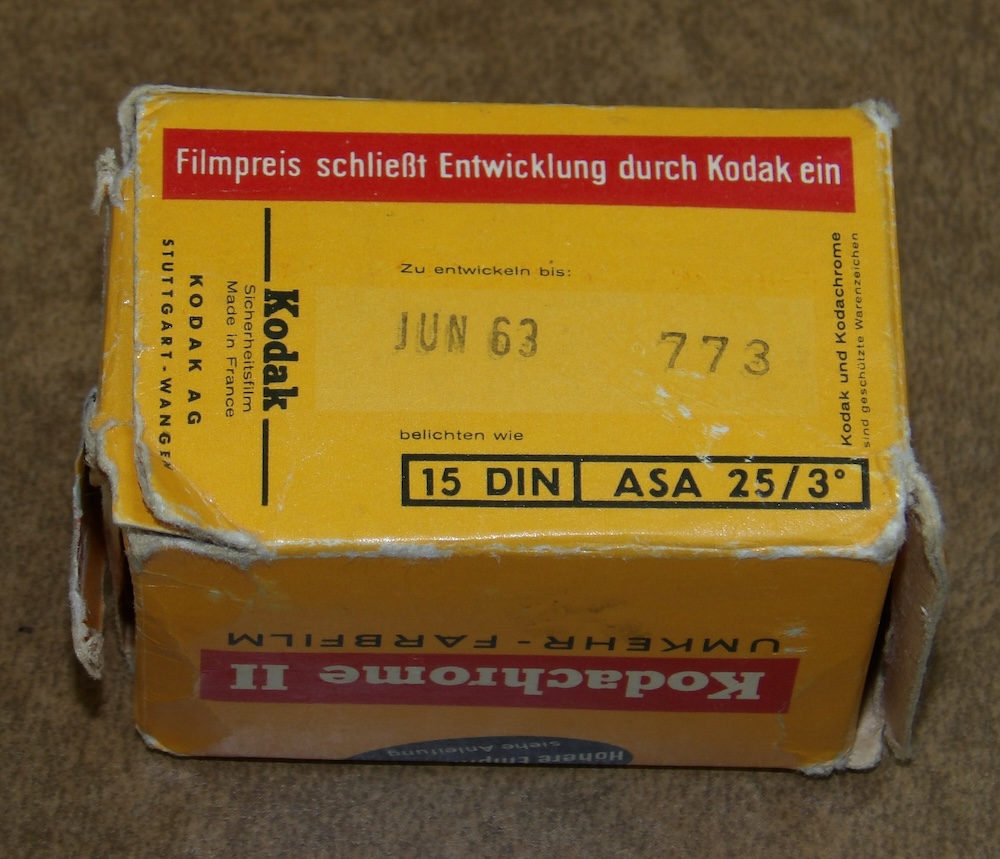 Filmpreis schließt Entwicklung durch Kodak ein
Zu entwickeln bis:
JUN 63 773
belichten wie
15 DIN ASA 25/3°
Kodak
Sicherheitsfilm
Made in France
KODAK AG
STUTTGART-WANGEN
Kodak und Kodachrome
sind geschützte Warenzeichen
UMKEHR-FARBFILM
Kodachrome II
Höhere
siehe Anleitung